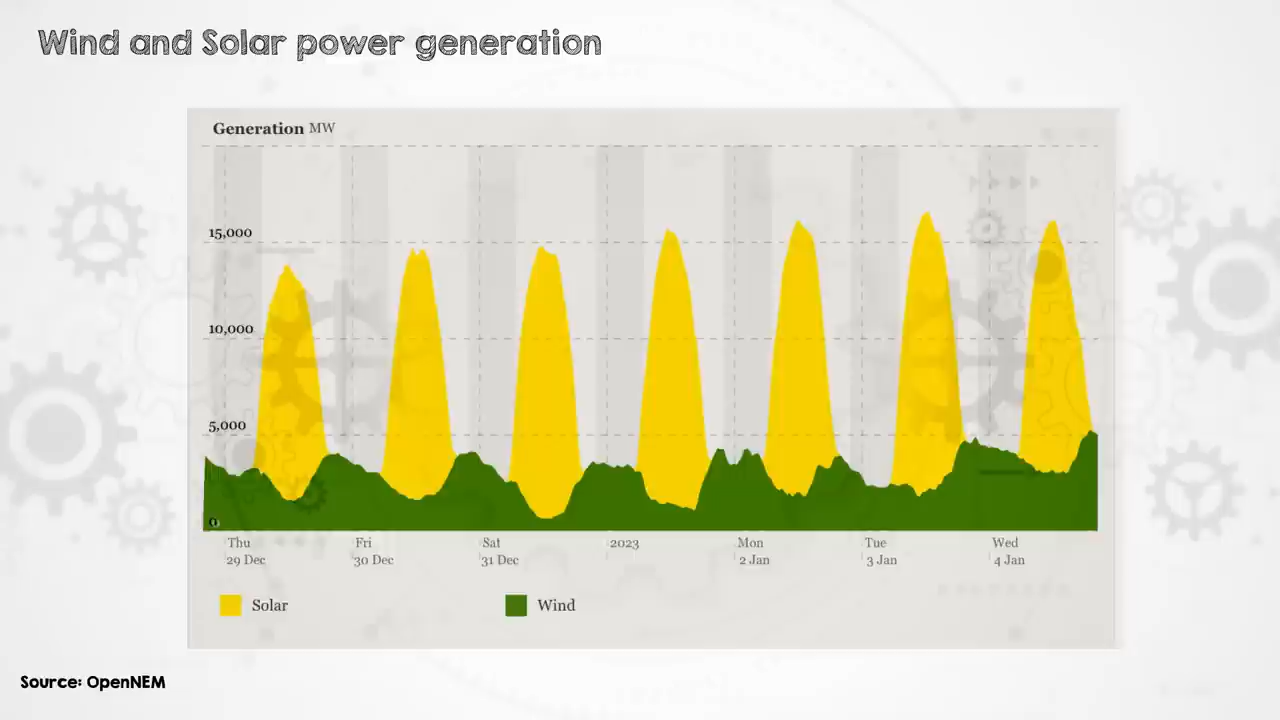 Wind and Solar power generation
Generation MW
15,000
10,000
5,000
0
Thu Fri Sat 2023 Mon Tue Wed
29 Dec 30 Dec 31 Dec 2 Jan 3 Jan 4 Jan
Solar Wind
Source: OpenNEM